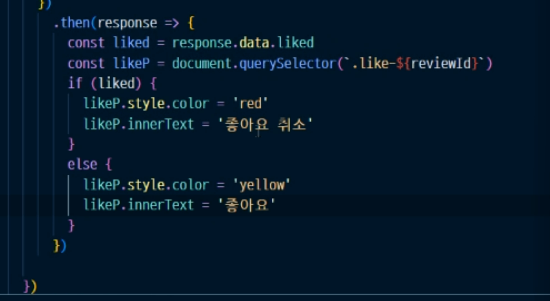 })
.then(response => {
const liked = response.data.liked
const likeP = document.querySelector(`.like-${reviewId}`)
if (liked) {
likeP.style.color = 'red'
likeP.innerText = '좋아요 취소'
}
else {
likeP.style.color = 'yellow'
likeP.innerText = '좋아요'
}
})
})